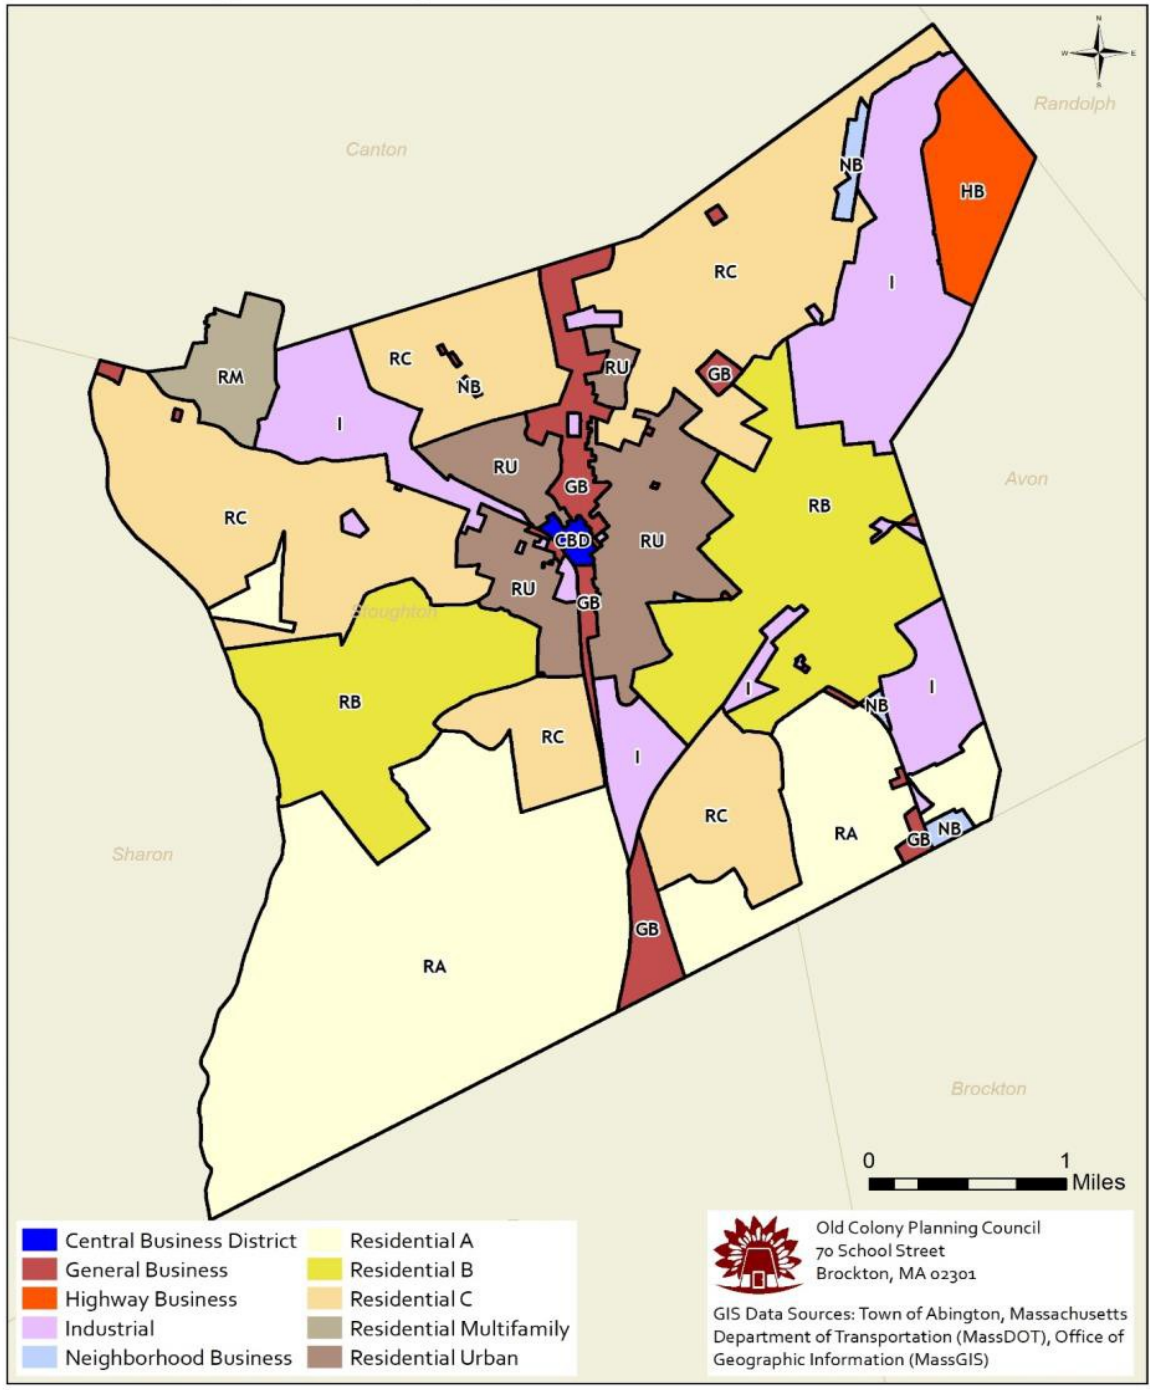 N
W E
S
Randolph
Canton
NB
HB
RC
I
RC
RU
GB
RM
NB
I
RU
GB
Avon
RB
RC
CBD
RU
RU
GB
Stoughton
I
I
RB
NB
RC
I
RC
RA
GB
NB
Sharon
GB
RA
Brockton
0 1
Miles
Central Business District
General Business
Highway Business
Industrial
Neighborhood Business
Residential A
Residential B
Residential C
Residential Multifamily
Residential Urban
Old Colony Planning Council
70 School Street
Brockton, MA 02301
GIS Data Sources: Town of Abington, Massachusetts
Department of Transportation (MassDOT), Office of
Geographic Information (MassGIS)